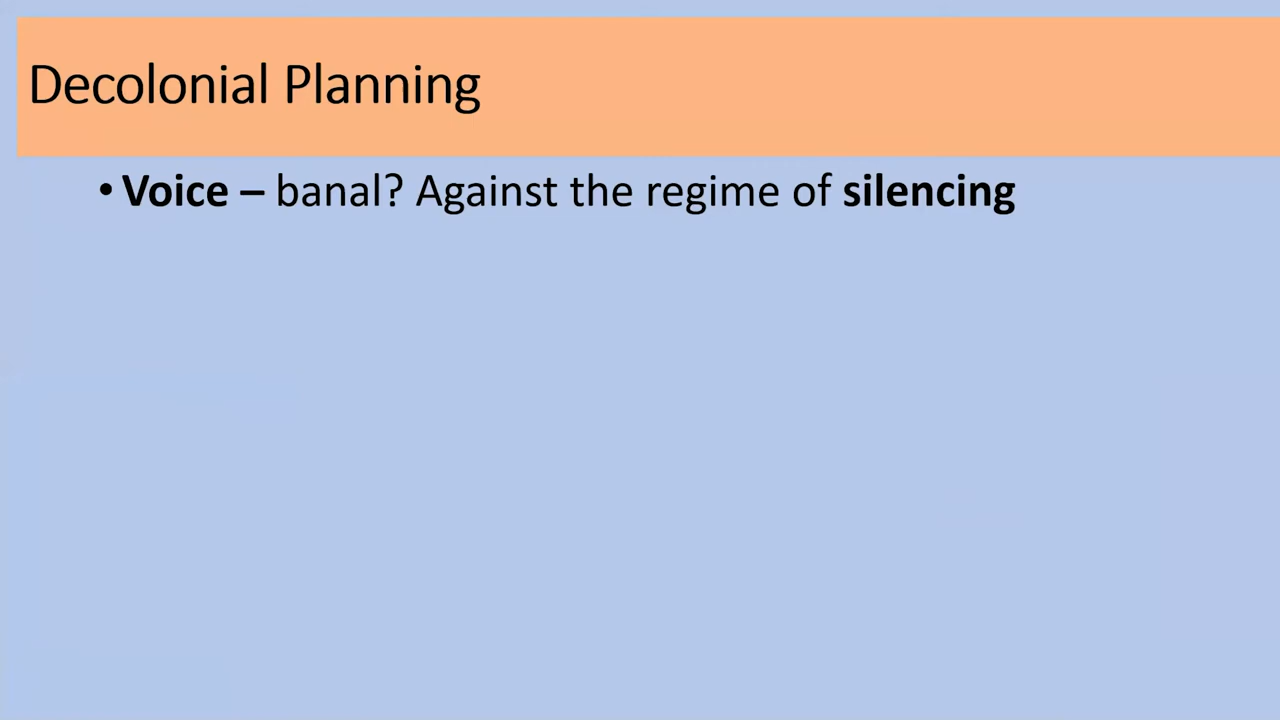 Decolonial Planning
•Voice – banal? Against the regime of silencing